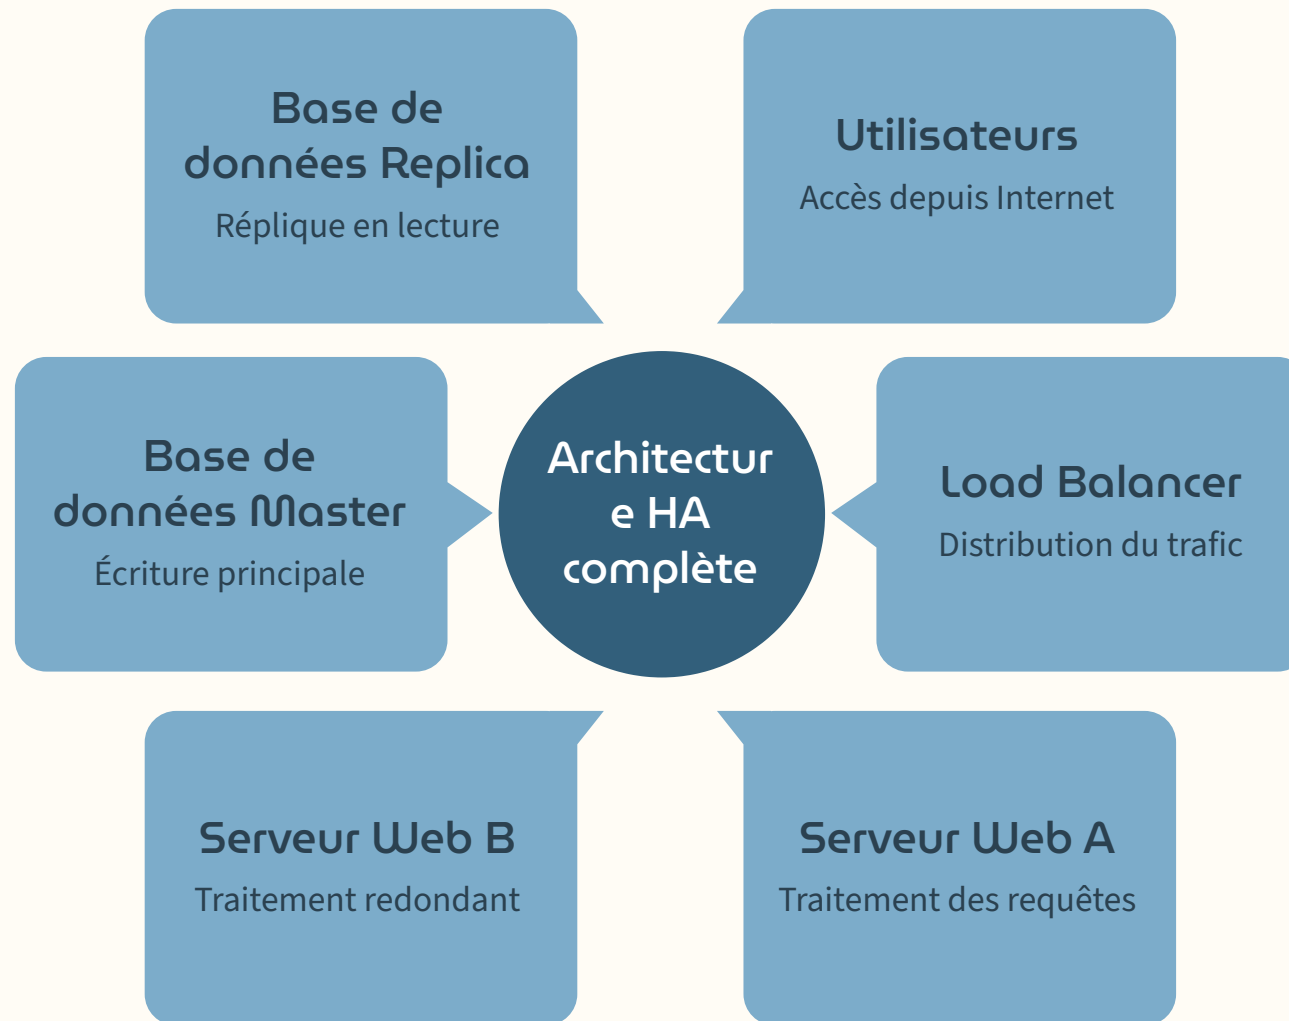 Base de
données Replica
Réplique en lecture
Utilisateurs
Accès depuis Internet
Base de
données Master
Écriture principale
Architectur
e HA
complète
Load Balancer
Distribution du trafic
Serveur Web B
Traitement redondant
Serveur Web A
Traitement des requêtes